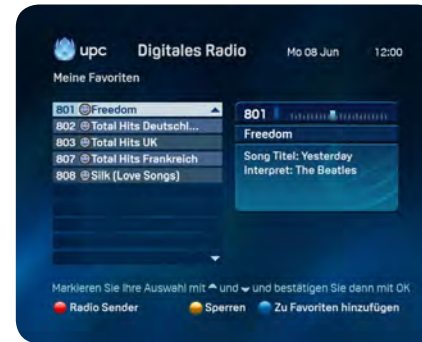 upc Digitales Radio Mo 08 Jun 12:00
Meine Favoriten
801 Freedom
802 Total Hits Deutschl...
803 Total Hits UK
807 Total Hits Frankreich
808 Silk (Love Songs)
801
Freedom
Song Titel: Yesterday
Interpret: The Beatles
Markieren Sie Ihre Auswahl mit und und bestätigen Sie dann mit OK
Radio Sender Sperren Zu Favoriten hinzufügen